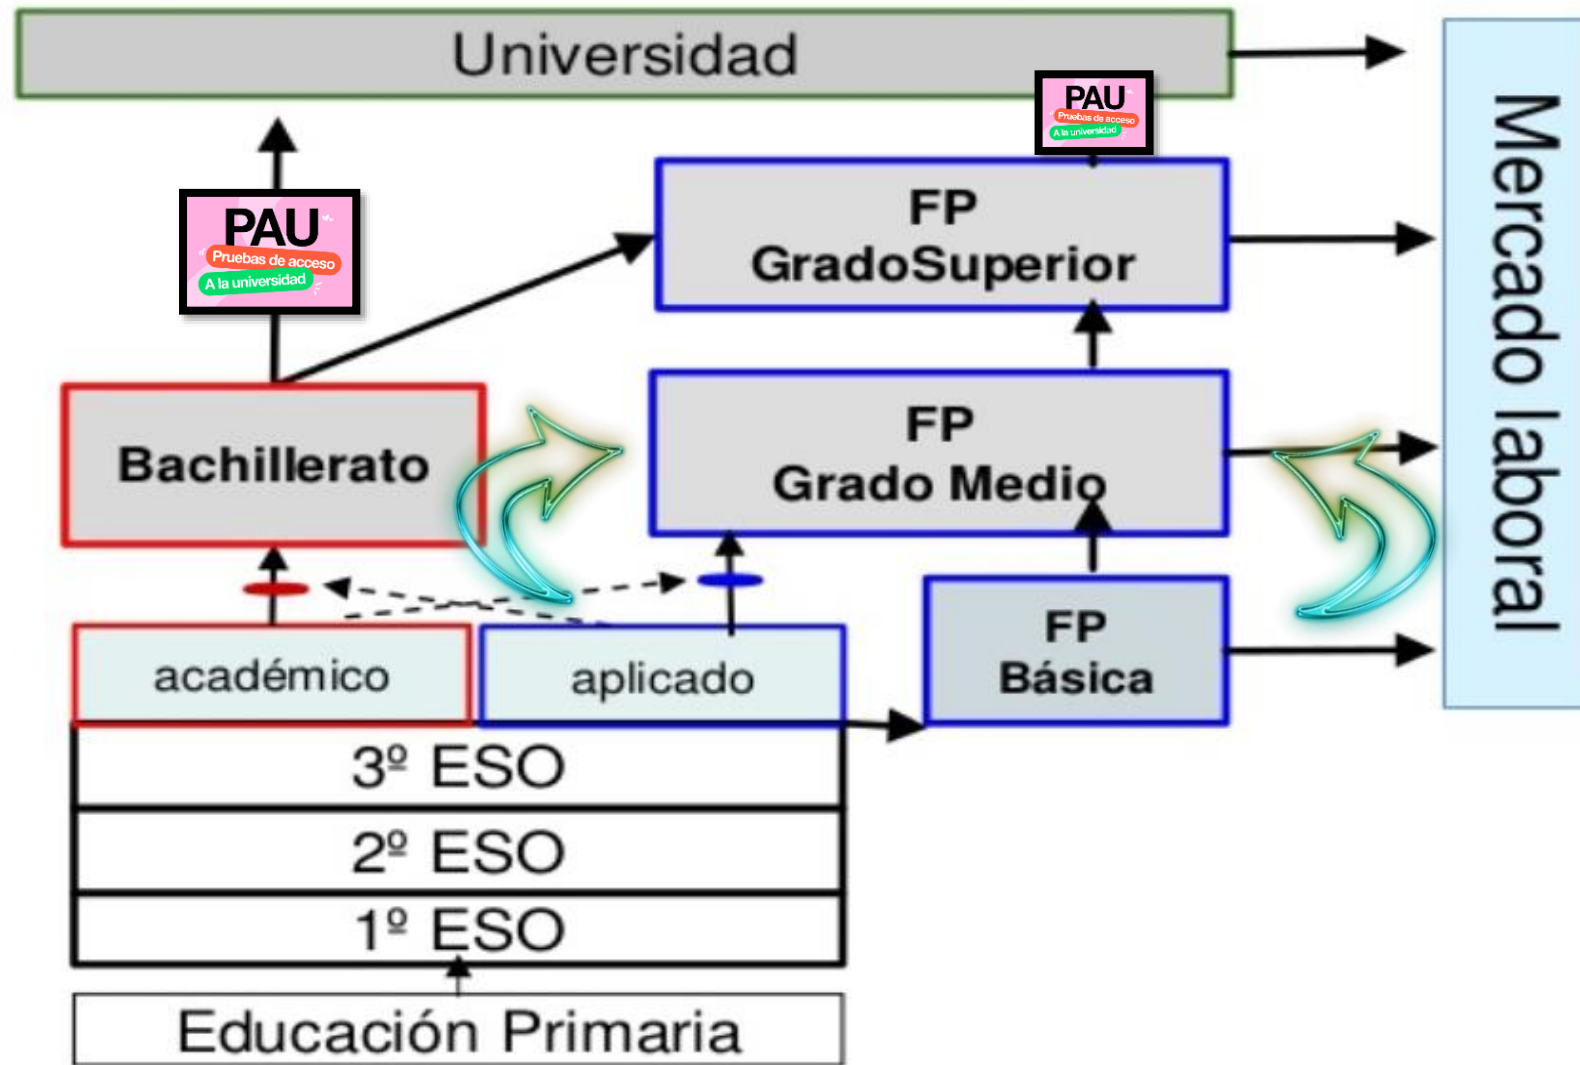 Universidad
PAU
Pruebas de acceso
A la universidad
PAU
Pruebas de acceso
A la universidad
FP
GradoSuperior
Bachillerato
FP
Grado Medio
académico
aplicado
FP
Básica
3º ESO
2º ESO
1º ESO
Educación Primaria
Mercado laboral